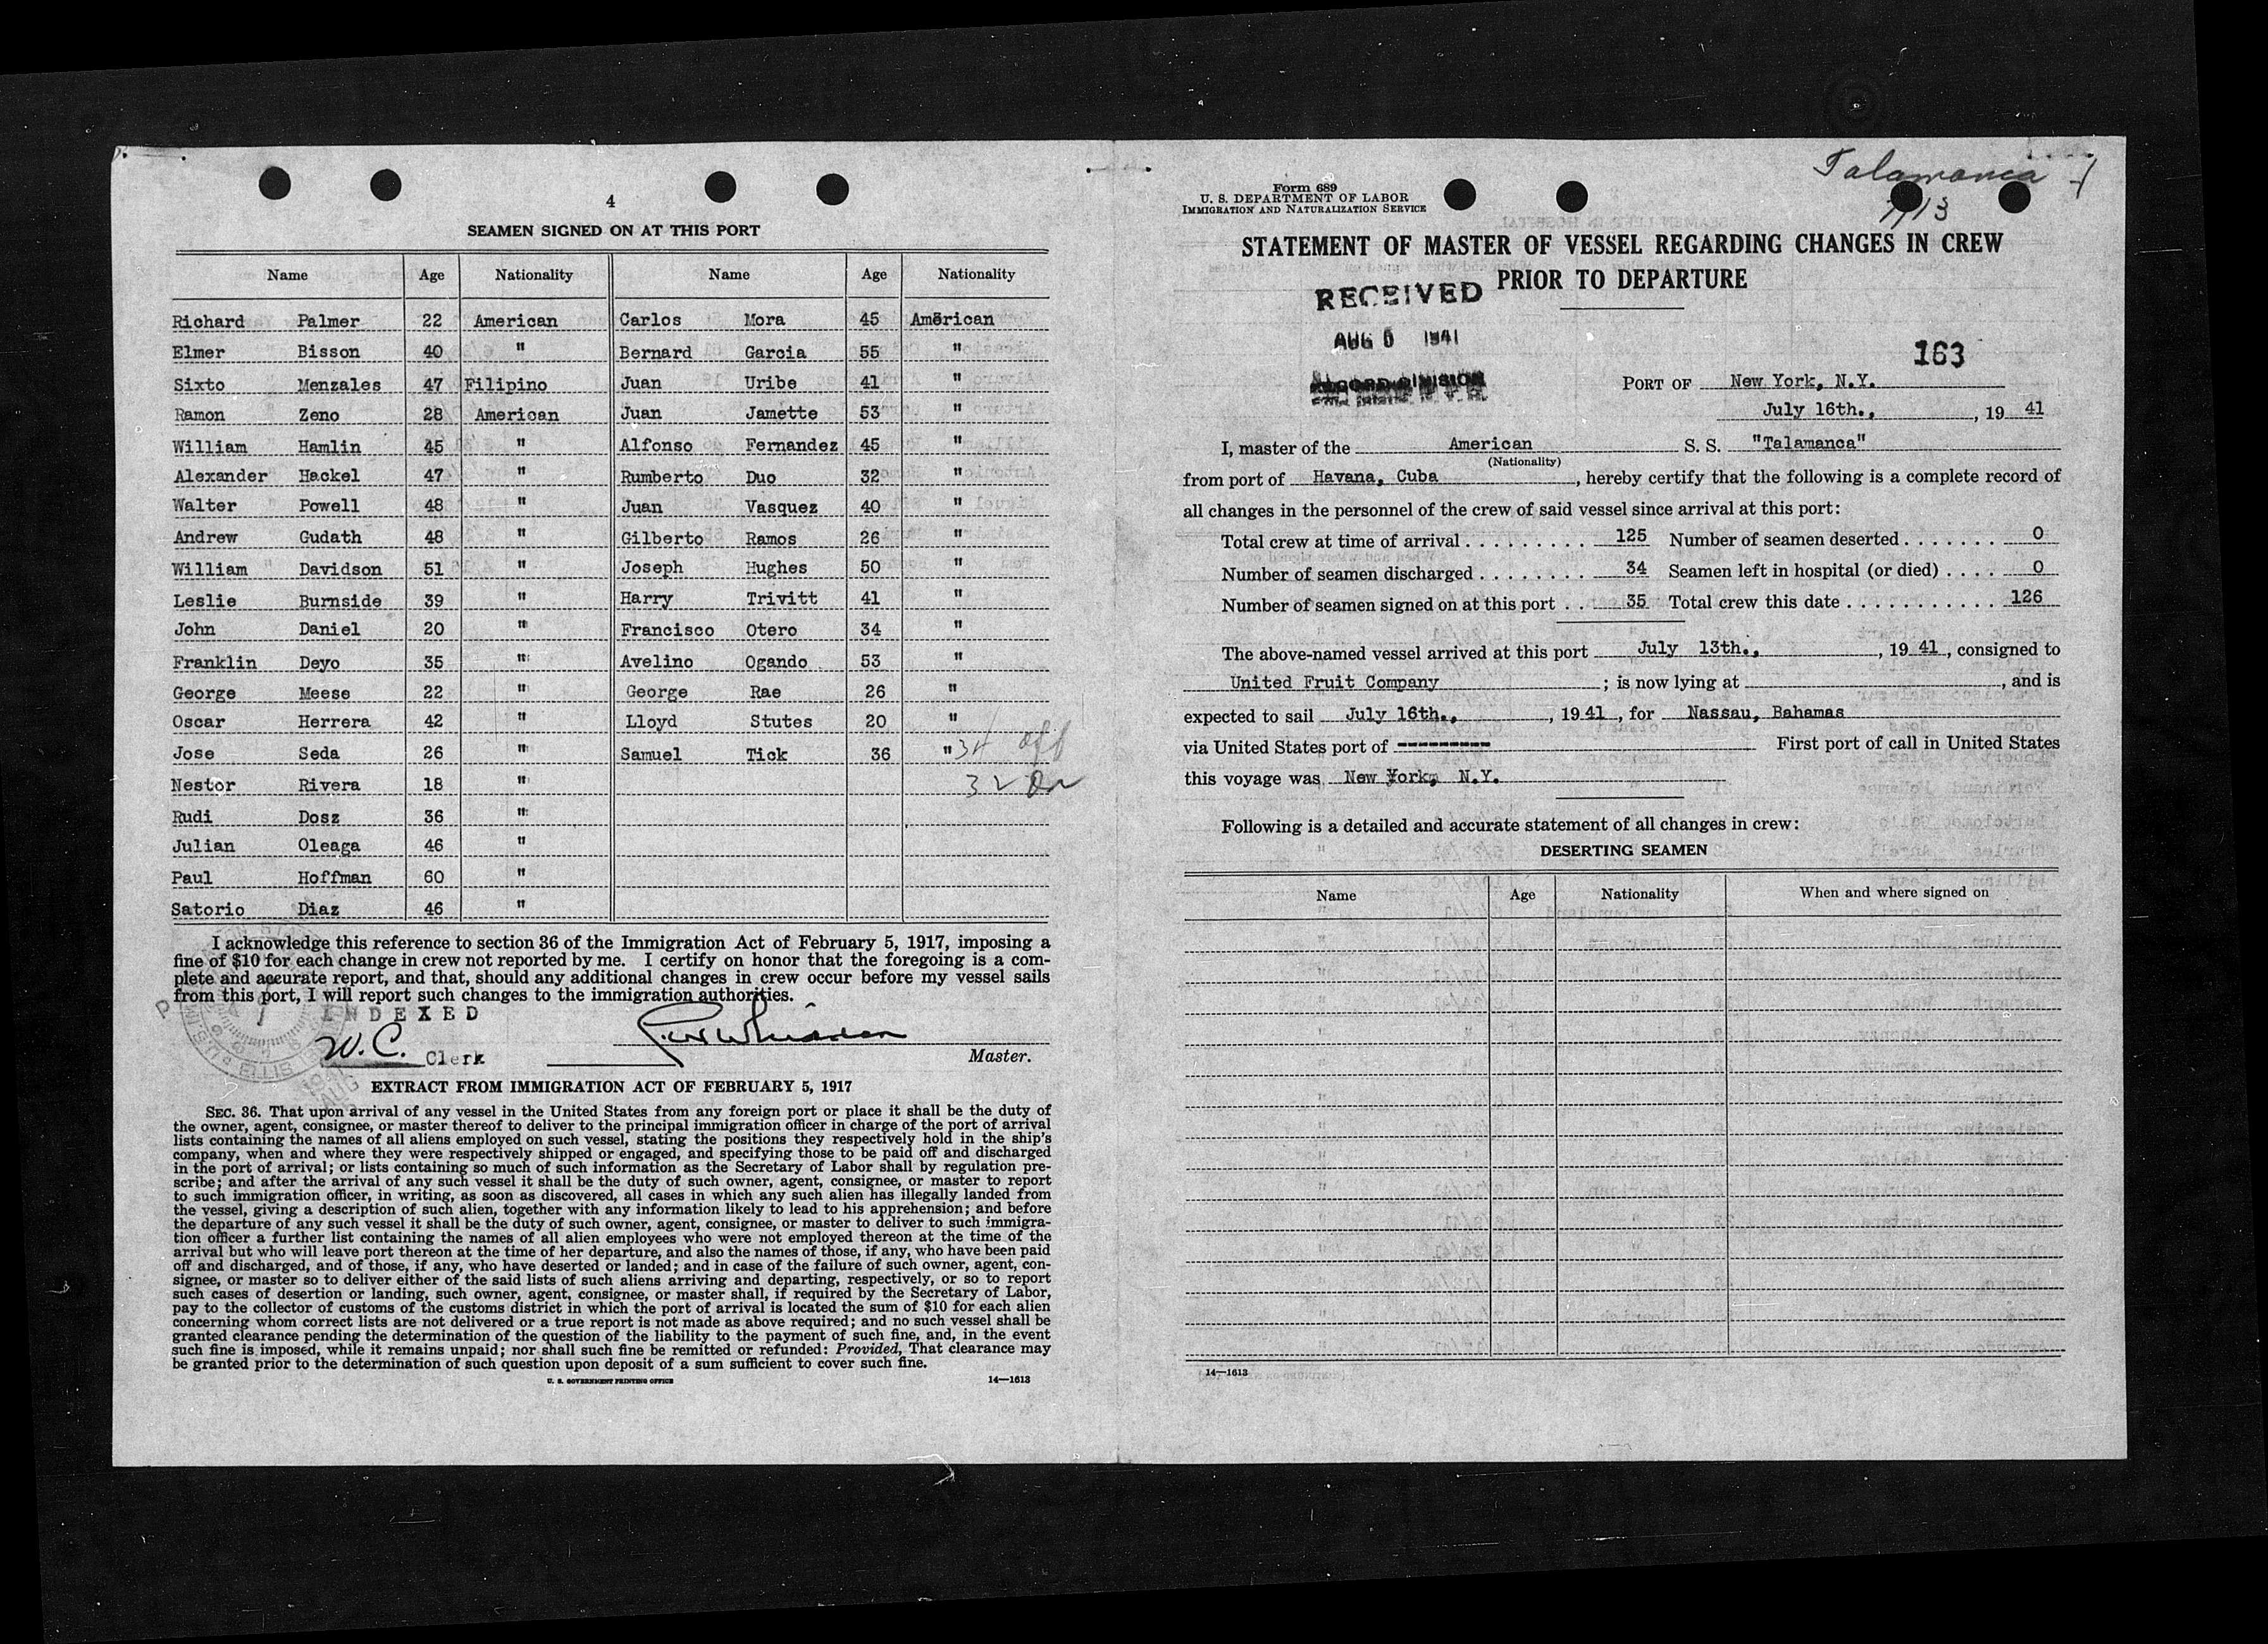 4
SEAMEN SIGNED ON AT THIS PORT
Name Age Nationality Name Age Nationality
Richard Palmer 22 American Carlos Mora 45 American
Elmer Bisson 40 " Bernard Garcia 55 "
Sixto Menzales 47 Filipino Juan Uribe 41 "
Ramon Zeno 28 American Juan Jamette 53 "
William Hamlin 45 " Alfonso Fernandez 45 "
Alexander Hackel 47 " Rumberto Duo 32 "
Walter Powell 48 " Juan Vasquez 40 "
Andrew Gudath 48 " Gilberto Ramos 26 "
William Davidson 51 " Joseph Hughes 50 "
Leslie Burnside 39 " Harry Trivitt 41 "
John Daniel 20 " Francisco Otero 34 "
Franklin Deyo 35 " Avelino Ogando 53 "
George Meese 22 " George Rae 26 "
Oscar Herrera 42 " Lloyd Stutes 20 "
Jose Seda 26 " Samuel Tick 36 " 34 off
Nestor Rivera 18 " 32 On
Rudi Dosz 36 "
Julian Oleaga 46 "
Paul Hoffman 60 "
Satorio Diaz 46 "
I acknowledge this reference to section 36 of the Immigration Act of February 5, 1917, imposing a
fine of $10 for each change in crew not reported by me. I certify on honor that the foregoing is a com-
plete and accurate report, and that, should any additional changes in crew occur before my vessel sails
from this port, I will report such changes to the immigration authorities.
INDEXED
W.C. Clerk
Master.
ELLIS
EXTRACT FROM IMMIGRATION ACT OF FEBRUARY 5, 1917
SEC. 36. That upon arrival of any vessel in the United States from any foreign port or place it shall be the duty of
the owner, agent, consignee, or master thereof to deliver to the principal immigration officer in charge of the port of arrival
lists containing the names of all aliens employed on such vessel, stating the positions they respectively hold in the ship's
company, when and where they were respectively shipped or engaged, and specifying those to be paid off and discharged
in the port of arrival; or lists containing so much of such information as the Secretary of Labor shall by regulation pre-
scribe; and after the arrival of any such vessel it shall be the duty of such owner, agent, consignee, or master to report
to such immigration officer, in writing, as soon as discovered, all cases in which any such alien has illegally landed from
the vessel, giving a description of such alien, together with any information likely to lead to his apprehension; and before
the departure of any such vessel it shall be the duty of such owner, agent, consignee, or master to deliver to such immigra-
tion officer a further list containing the names of all alien employees who were not employed thereon at the time of the
arrival but who will leave port thereon at the time of her departure, and also the names of those, if any, who have been paid
off and discharged, and of those, if any, who have deserted or landed; and in case of the failure of such owner, agent, con-
signee, or master so to deliver either of the said lists of such aliens arriving and departing, respectively, or so to report
such cases of desertion or landing, such owner, agent, consignee, or master shall, if required by the Secretary of Labor,
pay to the collector of customs of the customs district in which the port of arrival is located the sum of $10 for each alien
concerning whom correct lists are not delivered or a true report is not made as above required; and no such vessel shall be
granted clearance pending the determination of the question of the liability to the payment of such fine, and, in the event
such fine is imposed, while it remains unpaid; nor shall such fine be remitted or refunded: Provided, That clearance may
be granted prior to the determination of such question upon deposit of a sum sufficient to cover such fine.
U. S. GOVERNMENT PRINTING OFFICE 14—1613
Talamanca
7/13
Form 689
U. S. DEPARTMENT OF LABOR
IMMIGRATION AND NATURALIZATION SERVICE
STATEMENT OF MASTER OF VESSEL REGARDING CHANGES IN CREW
PRIOR TO DEPARTURE
RECEIVED
AUG 5 1941
RECORD DIVISION
163
PORT OF New York, N.Y.
July 16th., , 19 41
I, master of the American S. S. "Talamanca"
(Nationality)
from port of Havana, Cuba , hereby certify that the following is a complete record of
all changes in the personnel of the crew of said vessel since arrival at this port:
Total crew at time of arrival . . . . . . . . . 125 Number of seamen deserted . . . . . . . 0
Number of seamen discharged . . . . . . . . 34 Seamen left in hospital (or died) . . . . 0
Number of seamen signed on at this port . . 35 Total crew this date . . . . . . . . . . . 126
The above-named vessel arrived at this port July 13th., , 19 41 , consigned to
United Fruit Company ; is now lying at , and is
expected to sail July 16th., , 19 41 , for Nassau, Bahamas
via United States port of --------- First port of call in United States
this voyage was New York, N.Y.
Following is a detailed and accurate statement of all changes in crew:
DESERTING SEAMEN
Name Age Nationality When and where signed on
14—1613